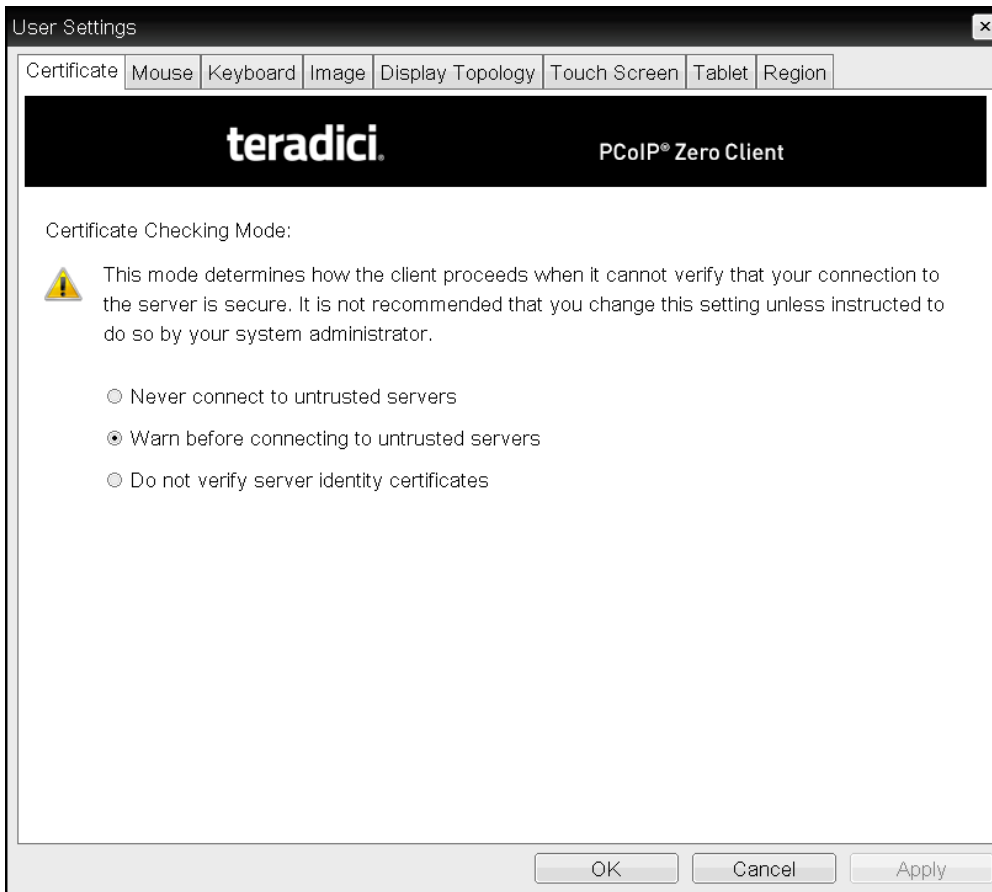 User Settings
Certificate Mouse Keyboard Image Display Topology Touch Screen Tablet Region
teradici. PCoIP® Zero Client
Certificate Checking Mode:
This mode determines how the client proceeds when it cannot verify that your connection to
the server is secure. It is not recommended that you change this setting unless instructed to
do so by your system administrator.
Never connect to untrusted servers
Warn before connecting to untrusted servers
Do not verify server identity certificates
OK Cancel Apply